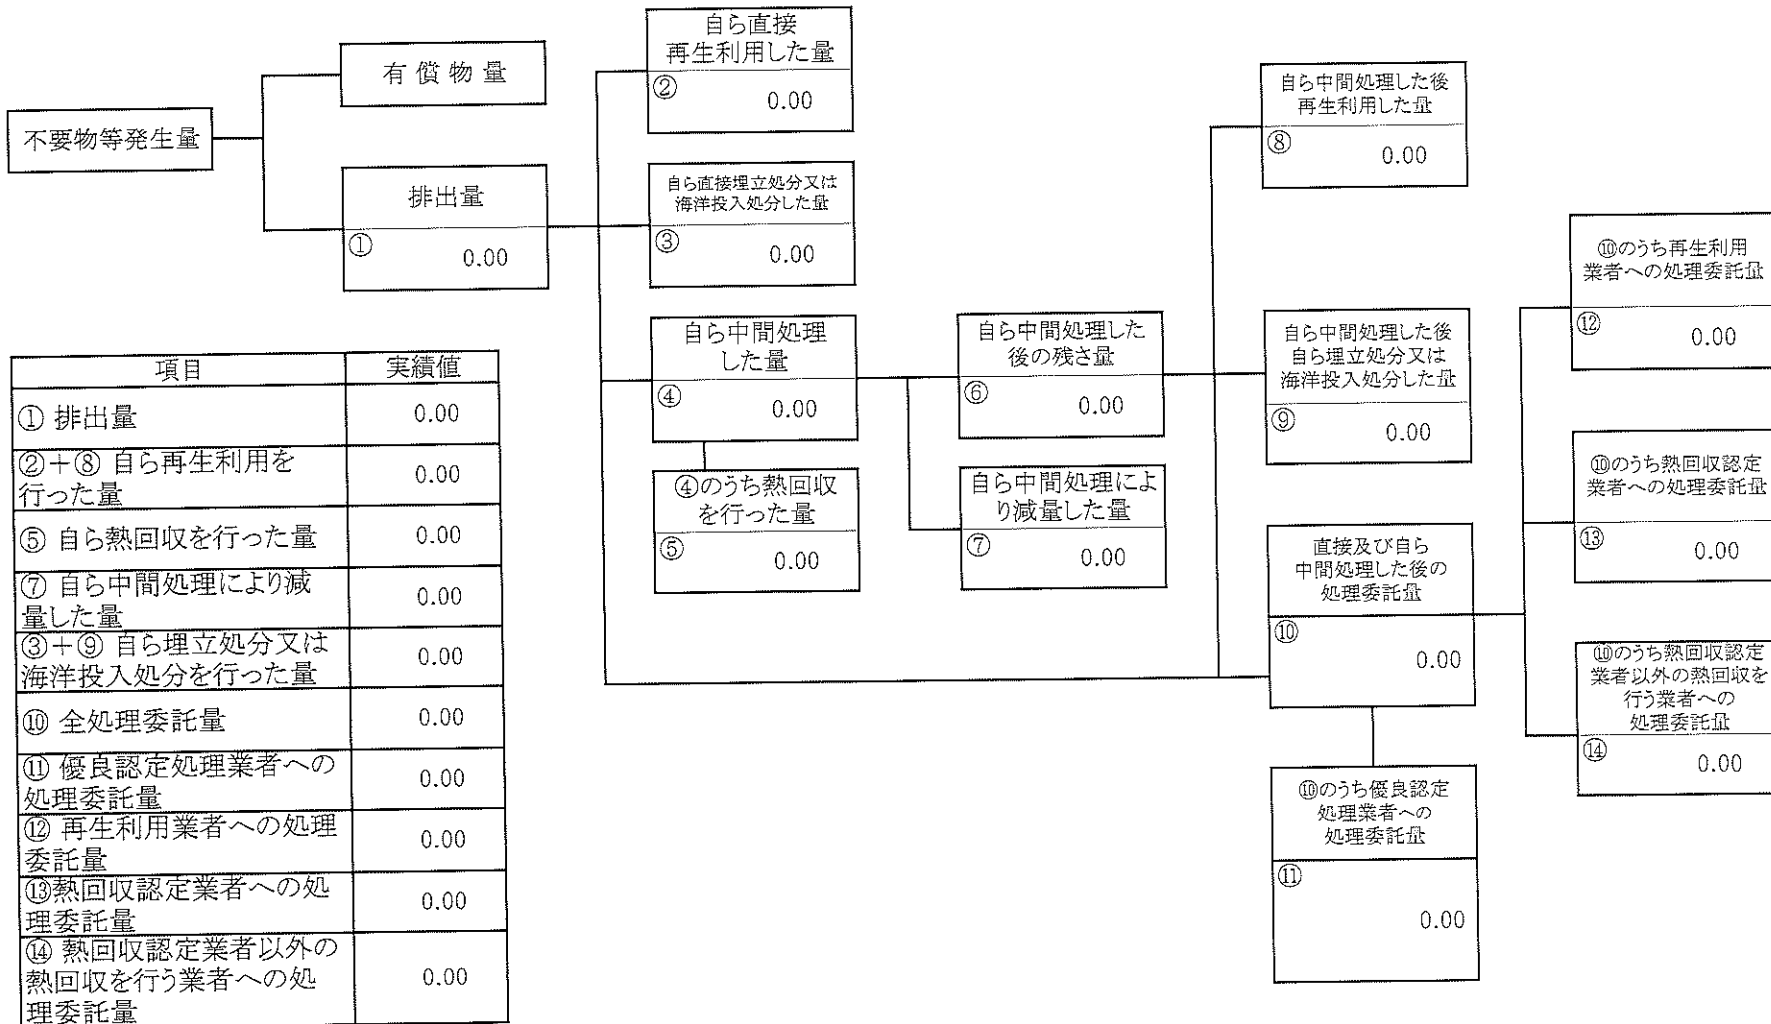 不要物等発生量
有償物量
排出量
①
0.00
自ら直接
再生利用した量
②
0.00
自ら直接埋立処分又は
海洋投入処分した量
③
0.00
自ら中間処理
した量
④
0.00
④のうち熱回収
を行った量
⑤
0.00
自ら中間処理した
後の残さ量
⑥
0.00
自ら中間処理によ
り減量した量
⑦
0.00
自ら中間処理した後
再生利用した量
⑧
0.00
自ら中間処理した後
自ら埋立処分又は
海洋投入処分した量
⑨
0.00
直接及び自ら
中間処理した後の
処理委託量
⑩
0.00
⑩のうち優良認定
処理業者への
処理委託量
⑪
0.00
⑩のうち再生利用
業者への処理委託量
⑫
0.00
⑩のうち熱回収認定
業者への処理委託量
⑬
0.00
⑩のうち熱回収認定
業者以外の熱回収を
行う業者への
処理委託量
⑭
0.00
項目 実績値
① 排出量 0.00
②+⑧ 自ら再生利用を
行った量 0.00
⑤ 自ら熱回収を行った量 0.00
⑦ 自ら中間処理により減
量した量 0.00
③+⑨ 自ら埋立処分又は
海洋投入処分を行った量 0.00
⑩ 全処理委託量 0.00
⑪ 優良認定処理業者への
処理委託量 0.00
⑫ 再生利用業者への処理
委託量 0.00
⑬熱回収認定業者への処
理委託量 0.00
⑭ 熱回収認定業者以外の
熱回収を行う業者への処
理委託量 0.00